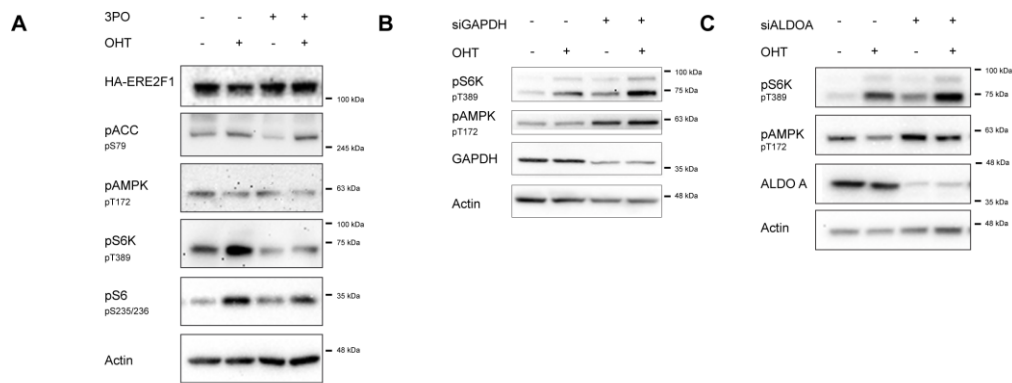 A
3PO - - + +
OHT - + - +
HA-ERE2F1
100 kDa
pACC
pS79
245 kDa
pAMPK
pT172
63 kDa
100 kDa
pS6K
pT389
75 kDa
pS6
pS235/236
35 kDa
Actin
48 kDa
B
siGAPDH - - + +
OHT - + - +
100 kDa
pS6K
pT389
75 kDa
pAMPK
pT172
63 kDa
GAPDH
35 kDa
Actin
48 kDa
C
siALDOA - - + +
OHT - + - +
100 kDa
pS6K
pT389
75 kDa
pAMPK
pT172
63 kDa
48 kDa
ALDO A
35 kDa
Actin
48 kDa